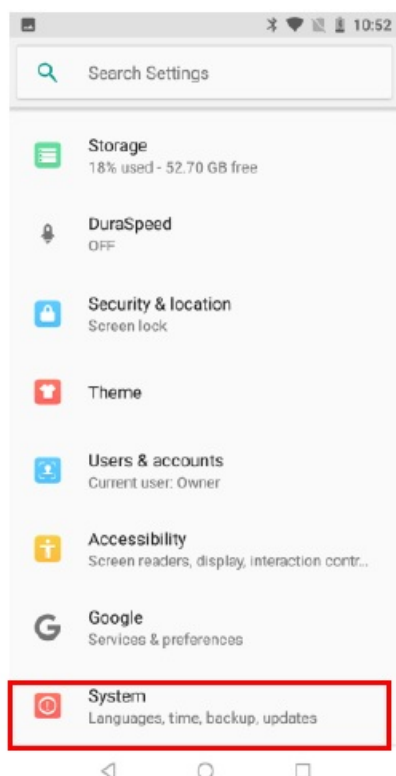 10:52
Search Settings
Storage
18% used - 52.70 GB free
DuraSpeed
OFF
Security & location
Screen lock
Theme
Users & accounts
Current user: Owner
Accessibility
Screen readers, display, interaction contr...
Google
Services & preferences
System
Languages, time, backup, updates